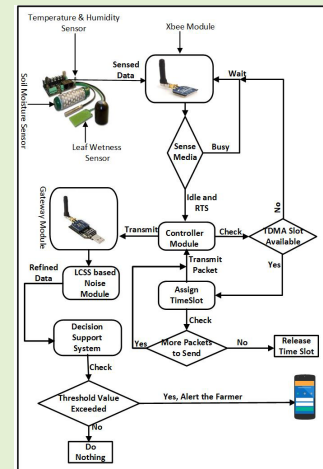 Temperature & Humidity
Sensor
Xbee Module
Sensed
Data
Wait
Soil Moisture Sensor
Leaf Wetness
Sensor
Sense
Media
Busy
No
Idle and
RTS
Gateway Module
Transmit
Controller
Module
Check
TDMA Slot
Available
Transmit
Packet
Yes
Refined
Data
LCSS based
Noise
Module
Assign
TimeSlot
Check
Decision
Support
System
Yes
More Packets
to Send
No
Release
Time Slot
Check
Threshold Value
Exceeded
Yes, Alert the Farmer
No
Do
Nothing